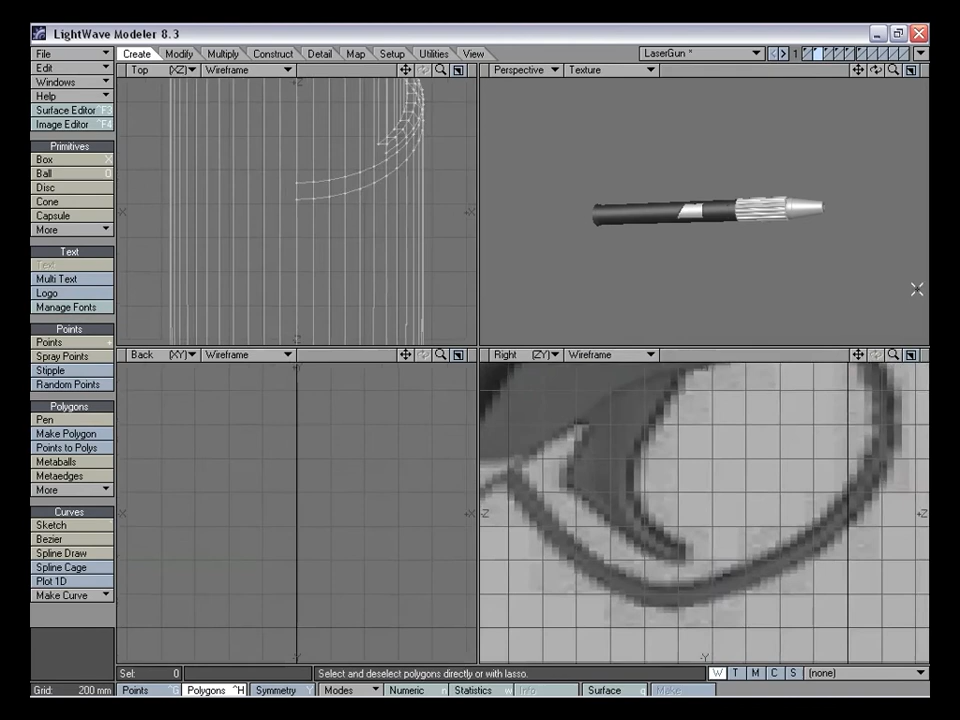 LightWave Modeler 8.3
File
Edit
Windows
Help
Surface Editor ^F3
Image Editor ^F4
Create Modify Multiply Construct Detail Map Setup Utilities View
LaserGun * 1
Top (XZ) Wireframe
Perspective Texture
Primitives
Box X
Ball O
Disc
Cone
Capsule
More
Text
Text
Multi Text
Logo
Manage Fonts
Points
Points +
Spray Points
Stipple
Random Points
Back (XY) Wireframe
Right (ZY) Wireframe
Polygons
Pen
Make Polygon
Points to Polys
Metaballs
Metaedges
More
Curves
Sketch
Bezier
Spline Draw
Spline Cage
Plot 1D
Make Curve
Sel: 0
Select and deselect polygons directly or with lasso.
W T M C S (none)
Grid: 200 mm
Points ^G Polygons ^H Symmetry Y Modes Numeric n Statistics w Info Surface q Make